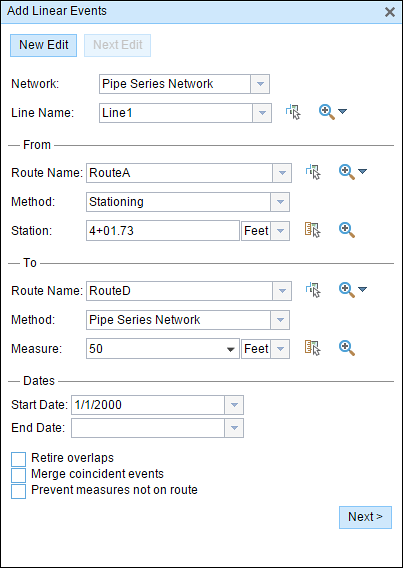 Add Linear Events
New Edit Next Edit
Network: Pipe Series Network
Line Name: Line1
From
Route Name: RouteA
Method: Stationing
Station: 4+01.73 Feet
To
Route Name: RouteD
Method: Pipe Series Network
Measure: 50 Feet
Dates
Start Date: 1/1/2000
End Date:
Retire overlaps
Merge coincident events
Prevent measures not on route
Next >